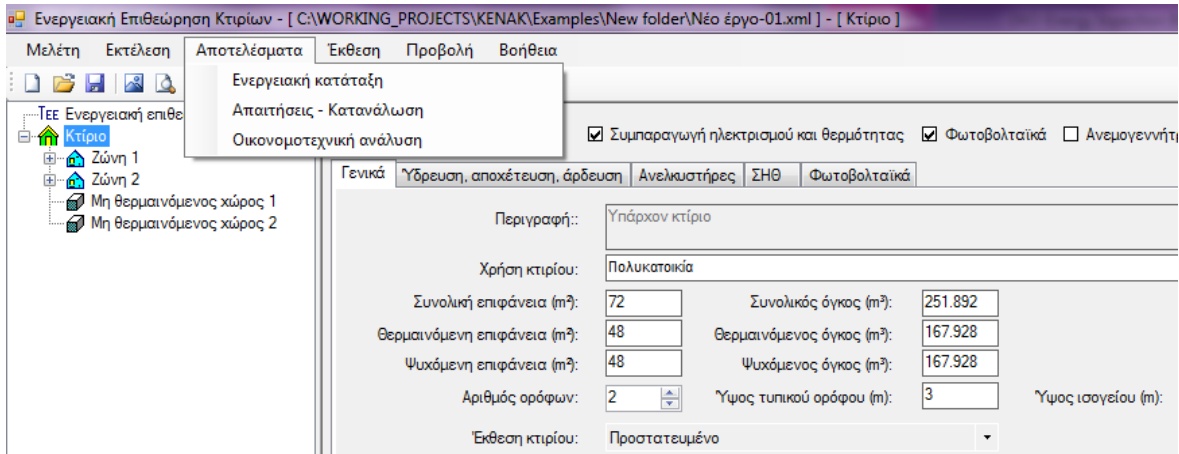 Ενεργειακή Επιθεώρηση Κτιρίων - [ C:\WORKING_PROJECTS\KENAK\Examples\New folder\Νέο έργο-01.xml ] - [ Κτίριο ]
Μελέτη Εκτέλεση Αποτελέσματα Έκθεση Προβολή Βοήθεια
Ενεργειακή κατάταξη
Απαιτήσεις - Κατανάλωση
Οικονομοτεχνική ανάλυση
ΤΕΕ Ενεργειακή επιθε
Κτίριο
Ζώνη 1
Ζώνη 2
Μη θερμαινόμενος χώρος 1
Μη θερμαινόμενος χώρος 2
Συμπαραγωγή ηλεκτρισμού και θερμότητας Φωτοβολταϊκά Ανεμογεννήτρ
Γενικά Ύδρευση, αποχέτευση, άρδευση Ανελκυστήρες ΣΗΘ Φωτοβολταϊκά
Περιγραφή:: Υπάρχον κτίριο
Χρήση κτιρίου: Πολυκατοικία
Συνολική επιφάνεια (m²): 72 Συνολικός όγκος (m³): 251.892
Θερμαινόμενη επιφάνεια (m²): 48 Θερμαινόμενος όγκος (m³): 167.928
Ψυχόμενη επιφάνεια (m²): 48 Ψυχόμενος όγκος (m³): 167.928
Αριθμός ορόφων: 2 Ύψος τυπικού ορόφου (m): 3 Ύψος ισογείου (m):
Έκθεση κτιρίου: Προστατευμένο